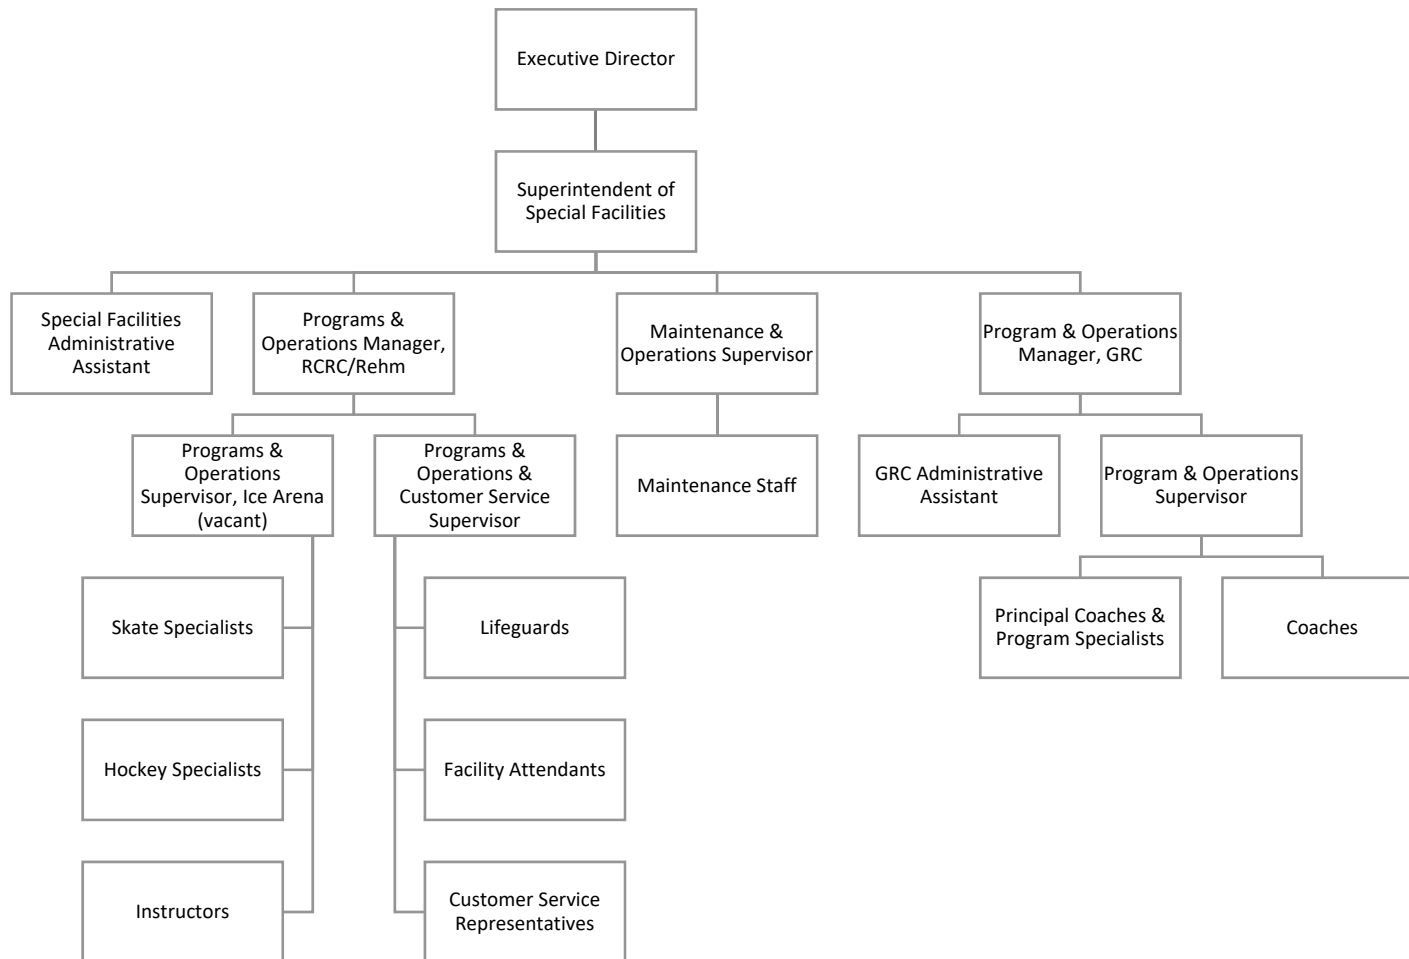 Executive Director
Superintendent of
Special Facilities
Special Facilities
Administrative
Assistant
Programs &
Operations Manager,
RCRC/Rehm
Maintenance &
Operations Supervisor
Program & Operations
Manager, GRC
Programs &
Operations
Supervisor, Ice Arena
(vacant)
Programs &
Operations &
Customer Service
Supervisor
Maintenance Staff
GRC Administrative
Assistant
Program & Operations
Supervisor
Skate Specialists
Lifeguards
Principal Coaches &
Program Specialists
Coaches
Hockey Specialists
Facility Attendants
Instructors
Customer Service
Representatives